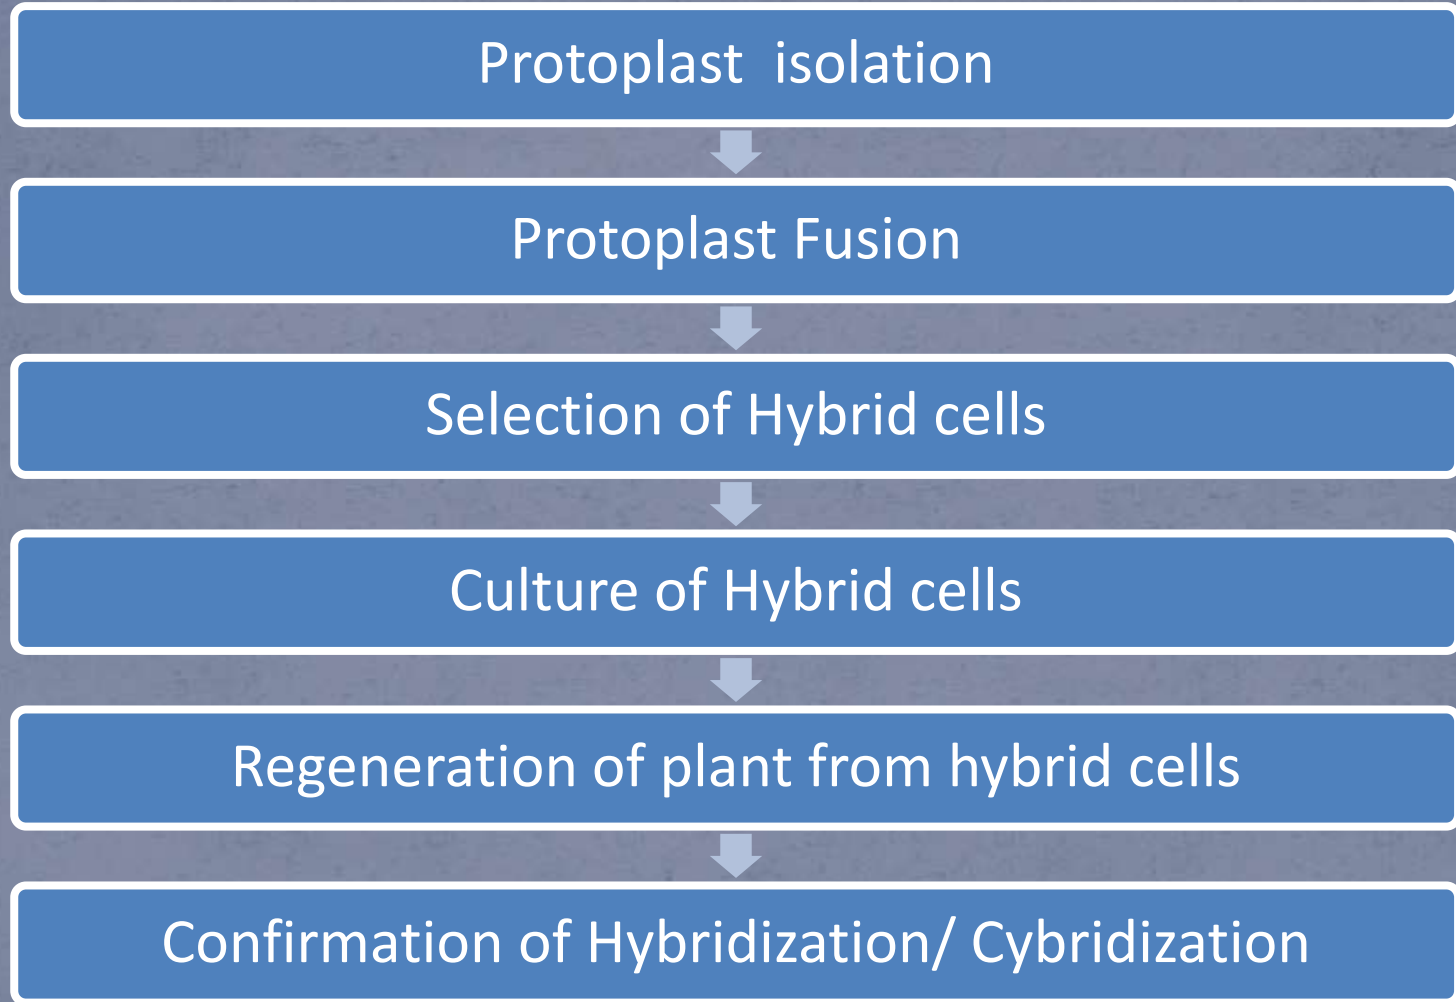 Protoplast  isolation
Protoplast Fusion
Selection of Hybrid cells
Culture of Hybrid cells
Regeneration of plant from hybrid cells
Confirmation of Hybridization/ Cybridization